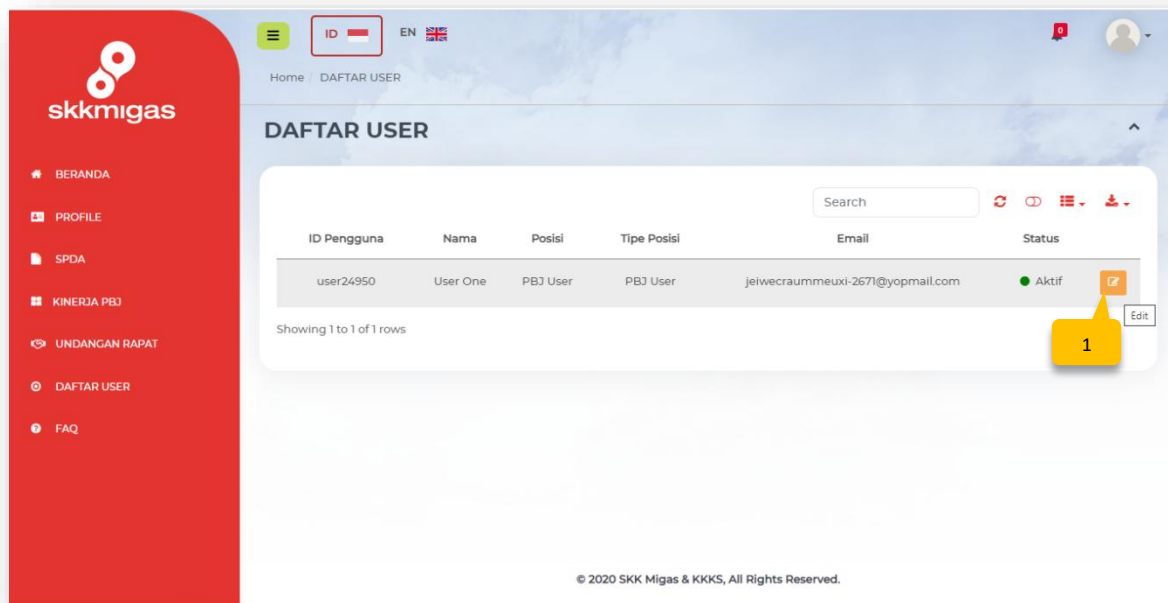 ID
EN
0
Home / DAFTAR USER
skkmigas
DAFTAR USER
BERANDA
PROFILE
SPDA
KINERJA PBJ
UNDANGAN RAPAT
DAFTAR USER
FAQ
Search
ID Pengguna Nama Posisi Tipe Posisi Email Status
user24950 User One PBJ User PBJ User jeiwecraummeuxi-2671@yopmail.com Aktif
Edit
Showing 1 to 1 of 1 rows
1
© 2020 SKK Migas & KKKS, All Rights Reserved.